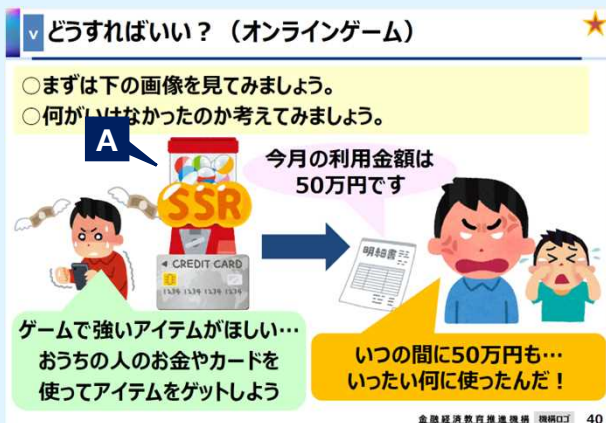 v どうすればいい？（オンラインゲーム）
○まずは下の画像を見てみましょう。
○何がいけなかったのか考えてみましょう。
A
SSR
CREDIT CARD
1234 1234 1234 1234
今月の利用金額は
50万円です
明細書
ゲームで強いアイテムがほしい…
おうちの人のお金やカードを
使ってアイテムをゲットしよう
いつの間に50万円も…
いったい何に使ったんだ！
金融経済教育推進機構 機構ロゴ 40